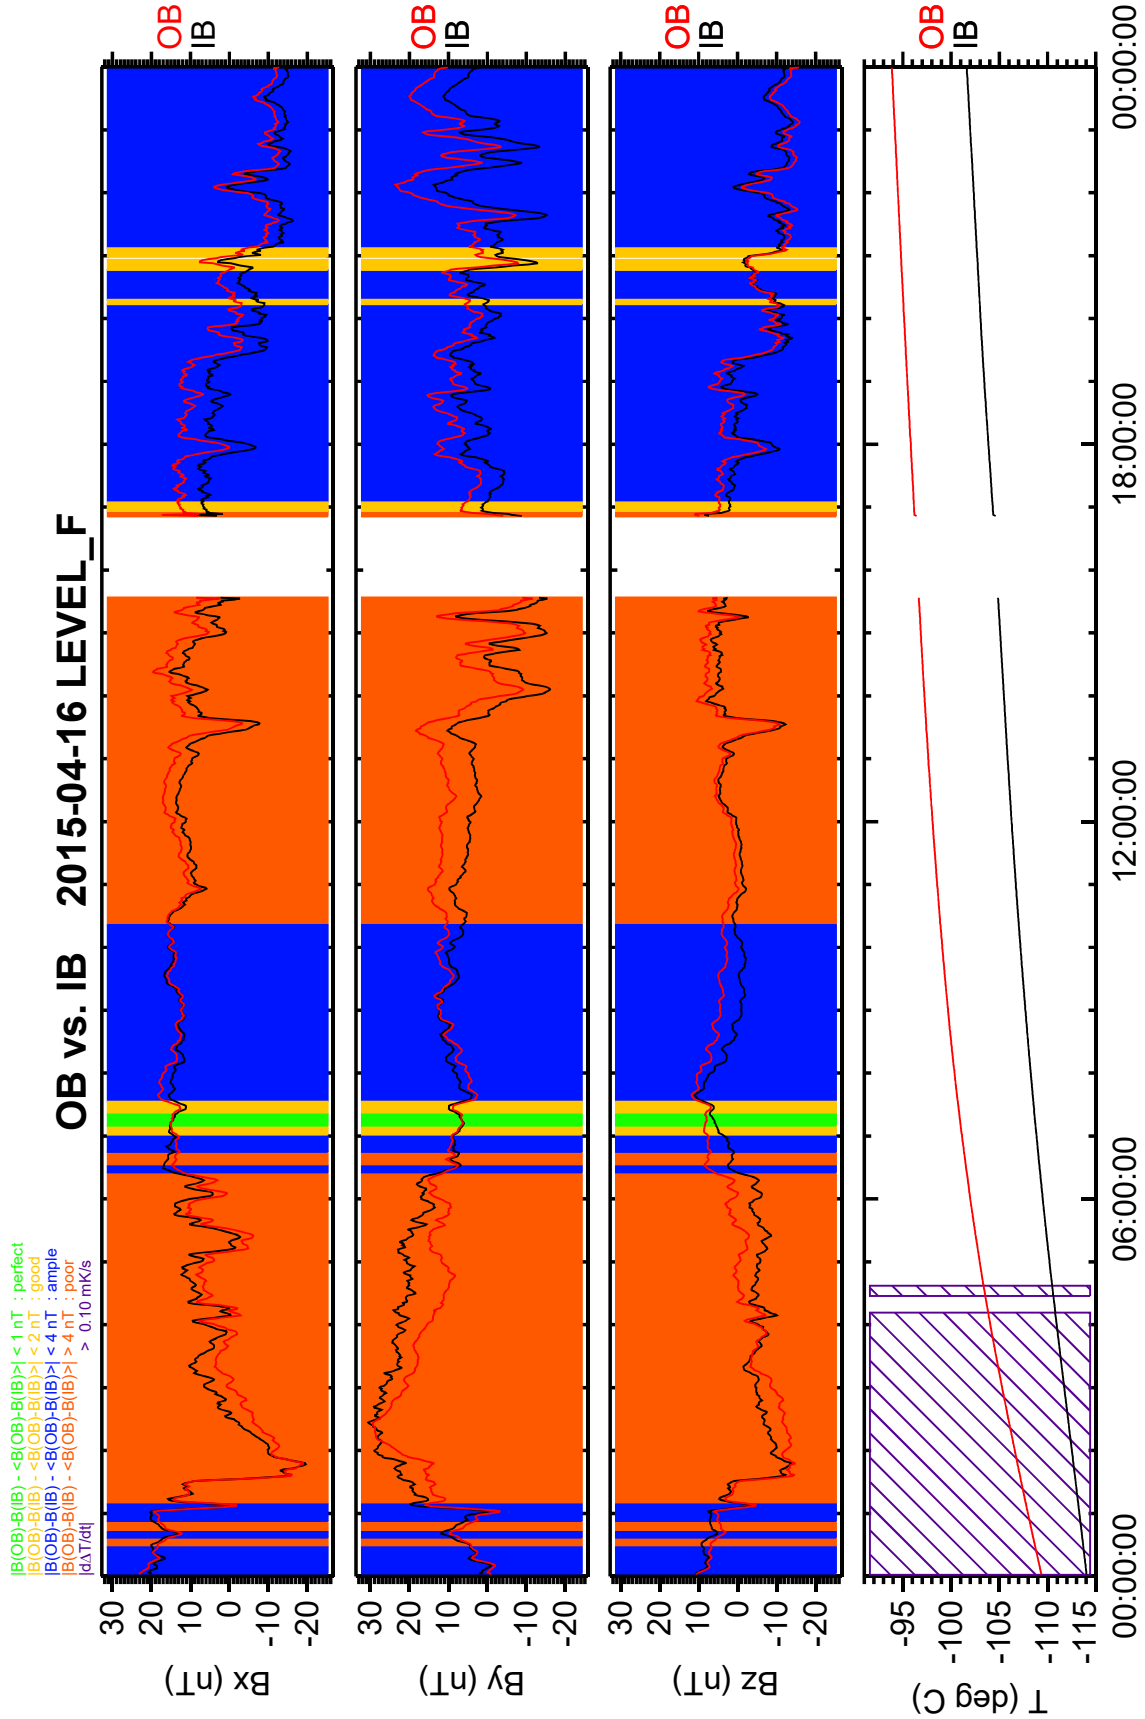 OB vs. IB 2015-04-16 LEVEL_F
|B(OB)-B(IB) - <B(OB)-B(IB)>| < 1 nT : perfect
|B(OB)-B(IB) - <B(OB)-B(IB)>| < 2 nT : good
|B(OB)-B(IB) - <B(OB)-B(IB)>| < 4 nT : ample
|B(OB)-B(IB) - <B(OB)-B(IB)>| > 4 nT : poor
|dΔT/dt| > 0.10 mK/s
30
20
10
0
-10
-20
Bx (nT)
OB
IB
30
20
10
0
-10
-20
By (nT)
OB
IB
30
20
10
0
-10
-20
Bz (nT)
OB
IB
-95
-100
-105
-110
-115
T (deg C)
OB
IB
00:00:00
06:00:00
12:00:00
18:00:00
00:00:00